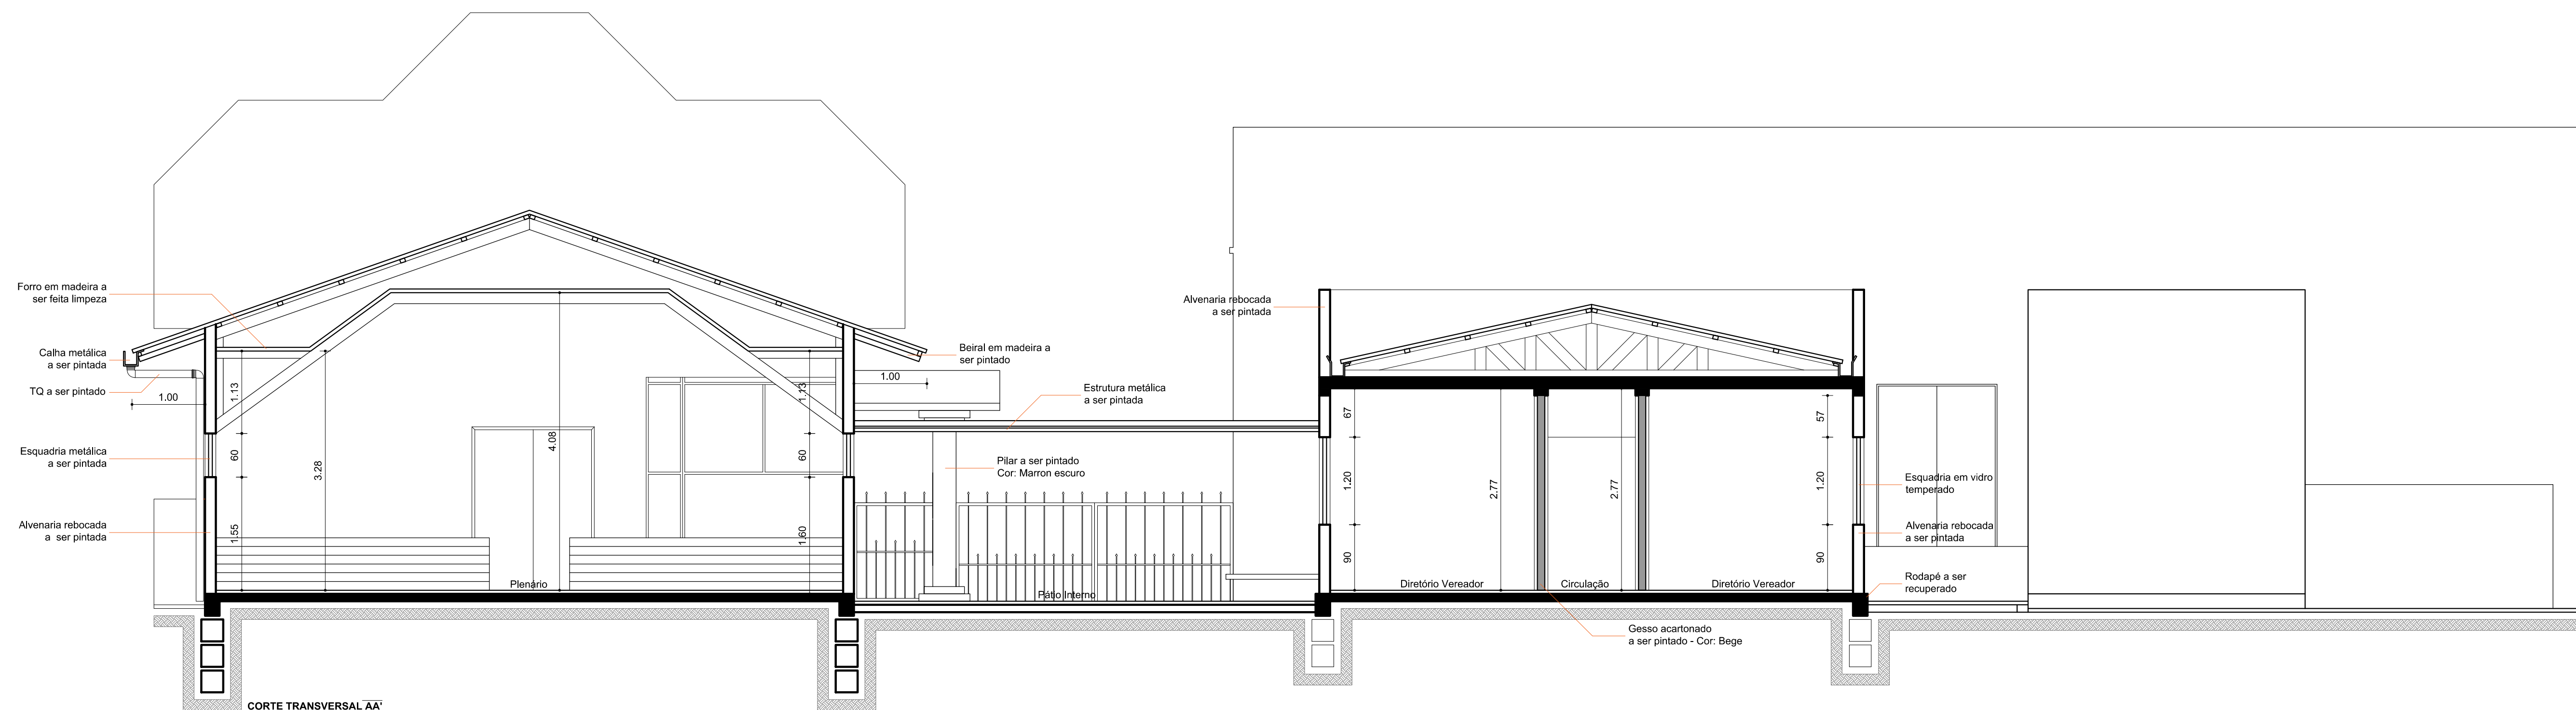 Forro em madeira a
ser feita limpeza
Calha metálica
a ser pintada
TQ a ser pintado
1.00
Esquadria metálica
a ser pintada
Alvenaria rebocada
a  ser pintada
1.13
60
1.55
3.28
4.08
1.13
60
1.60
Plenário
1.00
Beiral em madeira a
ser pintado
Estrutura metálica
a ser pintada
Pilar a ser pintado
Cor: Marron escuro
Pátio Interno
Alvenaria rebocada
a ser pintada
67
1.20
90
2.77
2.77
57
1.20
90
Diretório Vereador
Circulação
Diretório Vereador
Esquadria em vidro
temperado
Alvenaria rebocada
a ser pintada
Rodapé a ser
recuperado
Gesso acartonado
a ser pintado - Cor: Bege
CORTE TRANSVERSAL AA'